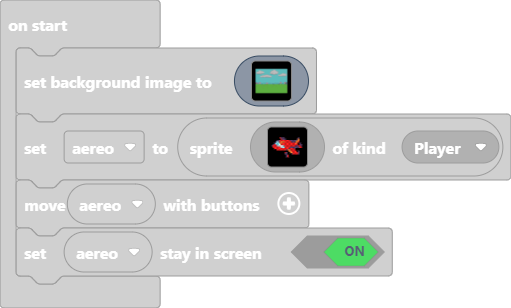 on start
set background image to
set aereo to sprite of kind Player
move aereo with buttons
set aereo stay in screen ON